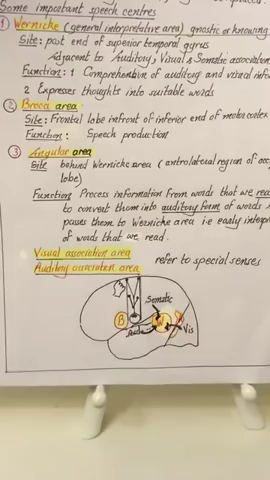 Some important speech centres
① Wernicke (general interpretative area) gnostic or knowing
Site: post end of superior temporal gyrus
Adjacent to Auditory, Visual & Somatic association
Function: 1 Comprehension of auditory and visual infor
2 Expresses thoughts into suitable words
② Broca area:
Site: Frontal lobe infront of inferior end of motor cortex
Function: Speech production
③ Angular area
Site behind Wernicke area (antrolateral region of occ
lobe)
Function Process information from words that we rea
to convert them into auditory form of words
passes them to Wernicke area i.e early interp
of words that we read.
Visual association area
Auditory association area
refer to special senses
Somatic
B
Vis